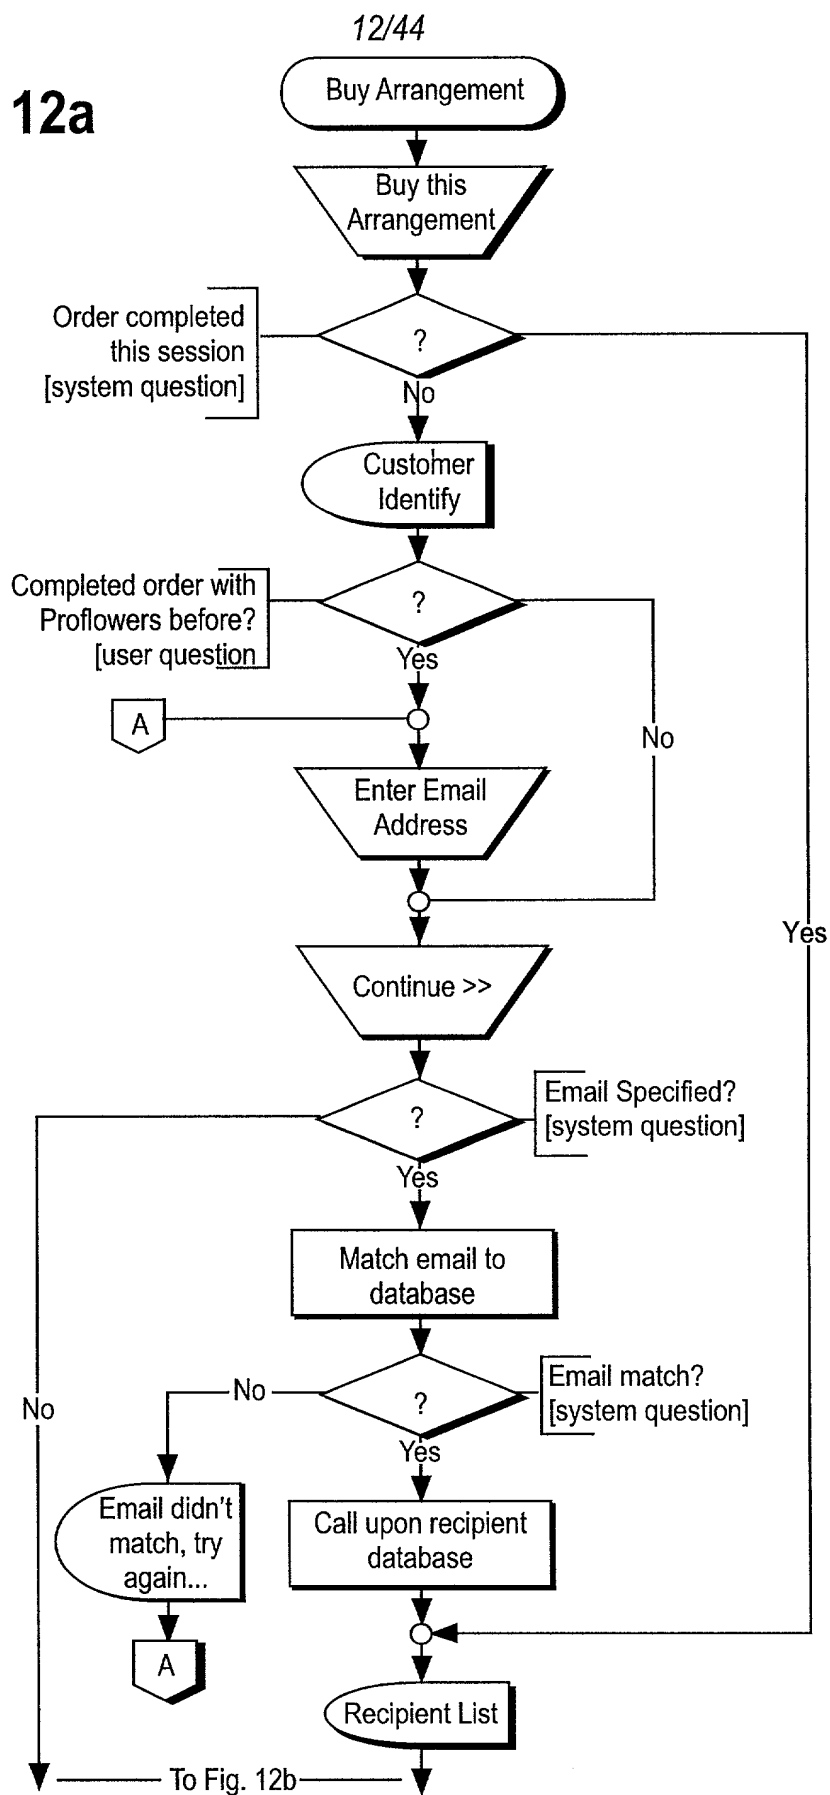 12/44
12a
Buy Arrangement
Buy this
Arrangement
Order completed
this session
[system question]
?
No
Customer
Identify
Completed order with
Proflowers before?
[user question
?
Yes
A
No
Enter Email
Address
Yes
Continue >>
Email Specified?
[system question]
?
Yes
Match email to
database
Email match?
[system question]
?
No
No
Yes
Email didn't
match, try
again...
Call upon recipient
database
A
Recipient List
To Fig. 12b